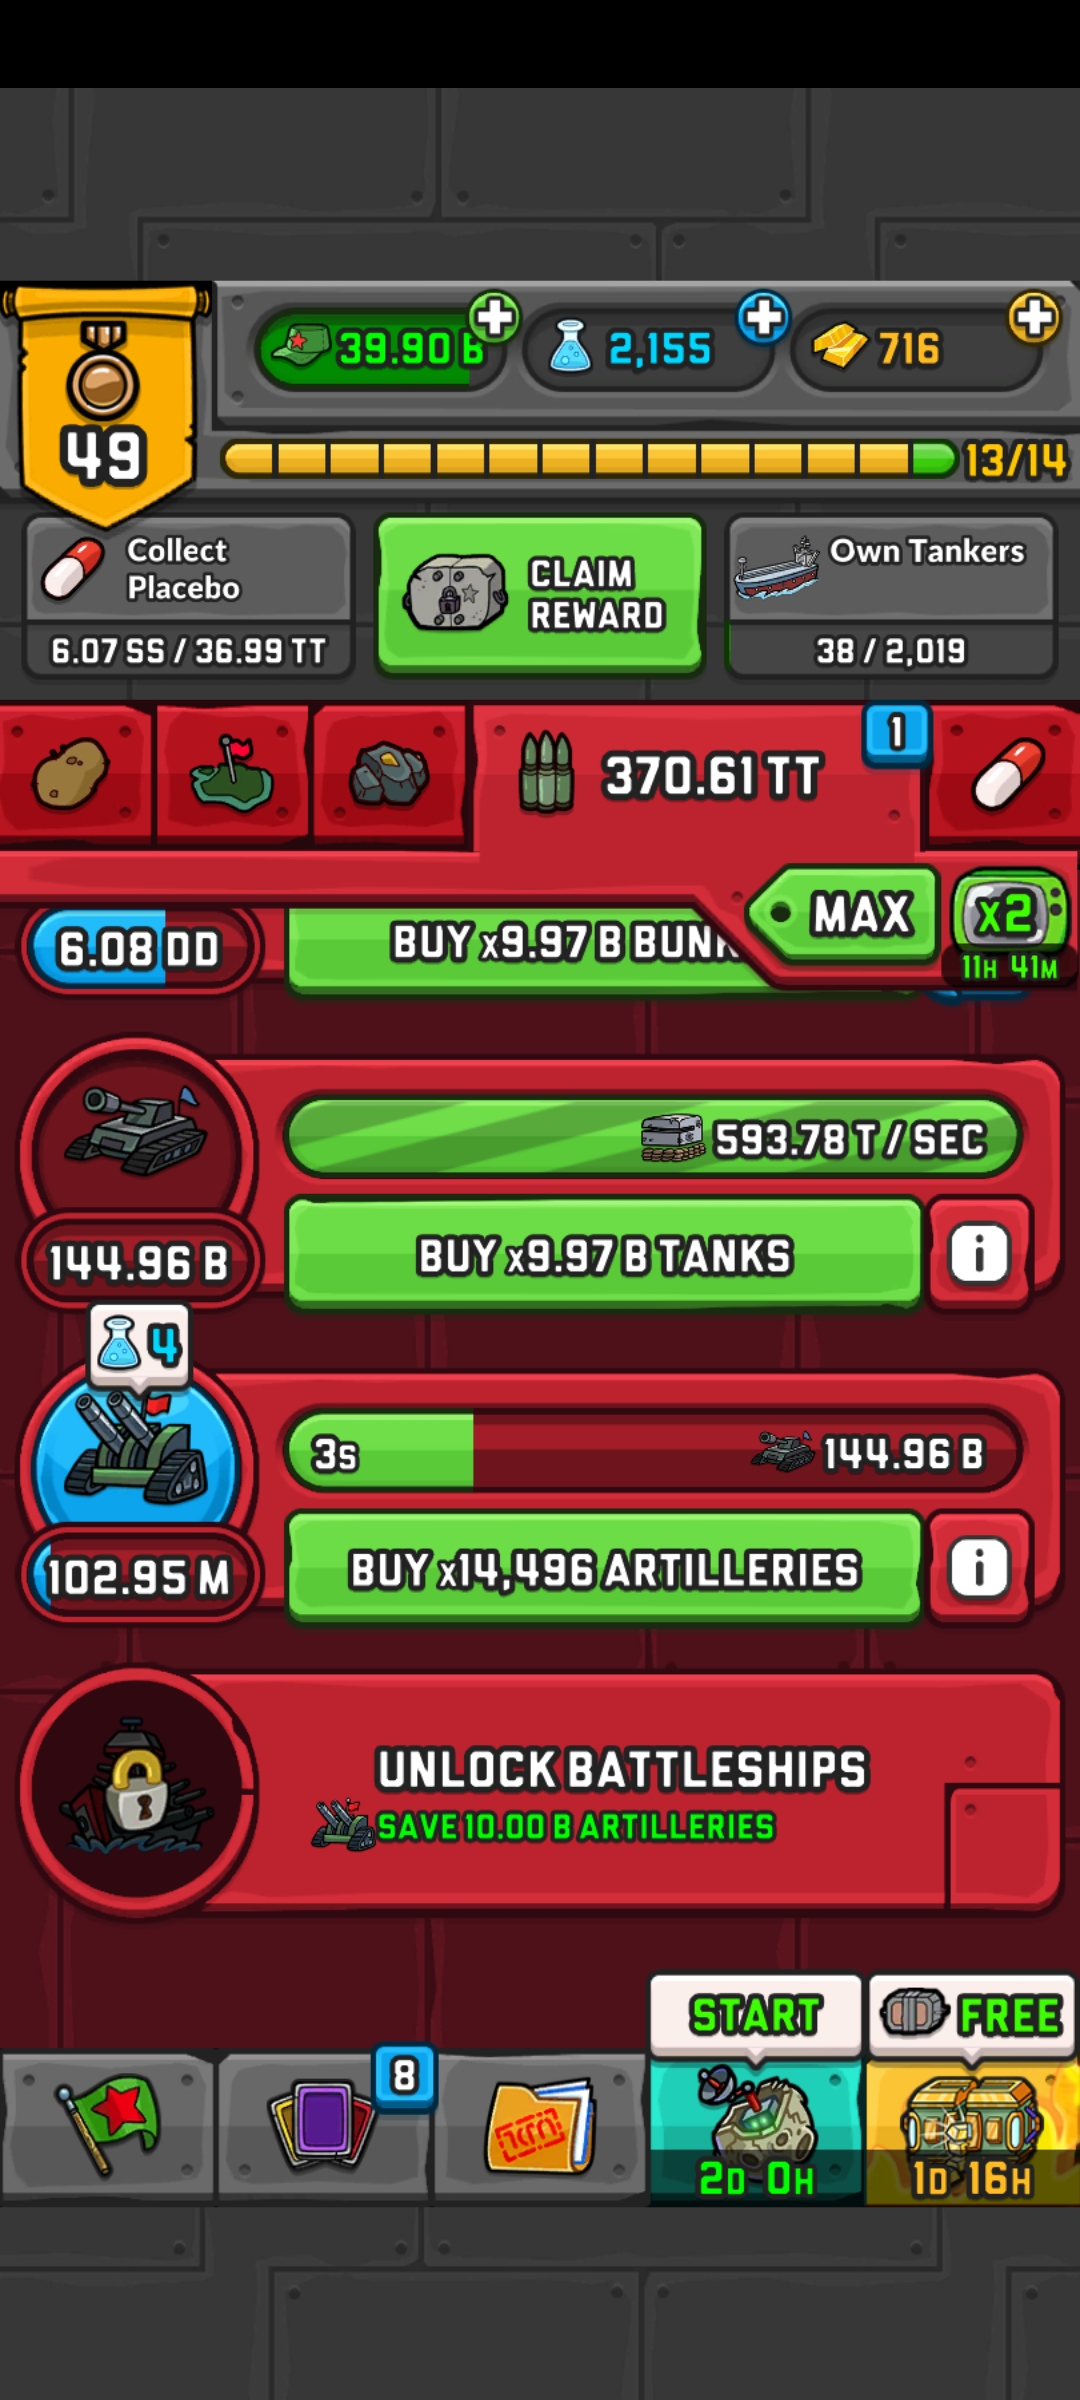 39.90 B
2,155
716
49
13/14
Collect
Placebo
6.07 SS / 36.99 TT
CLAIM
REWARD
Own Tankers
38 / 2,019
370.61 TT
1
MAX
x2
11H 41M
6.08 DD
BUY x9.97 B
593.78 T / SEC
144.96 B
BUY x9.97 B TANKS
i
4
3s
144.96 B
102.95 M
BUY x14,496 ARTILLERIES
i
UNLOCK BATTLESHIPS
SAVE 10.00 B ARTILLERIES
START
FREE
8
2D 0H
1D 16H